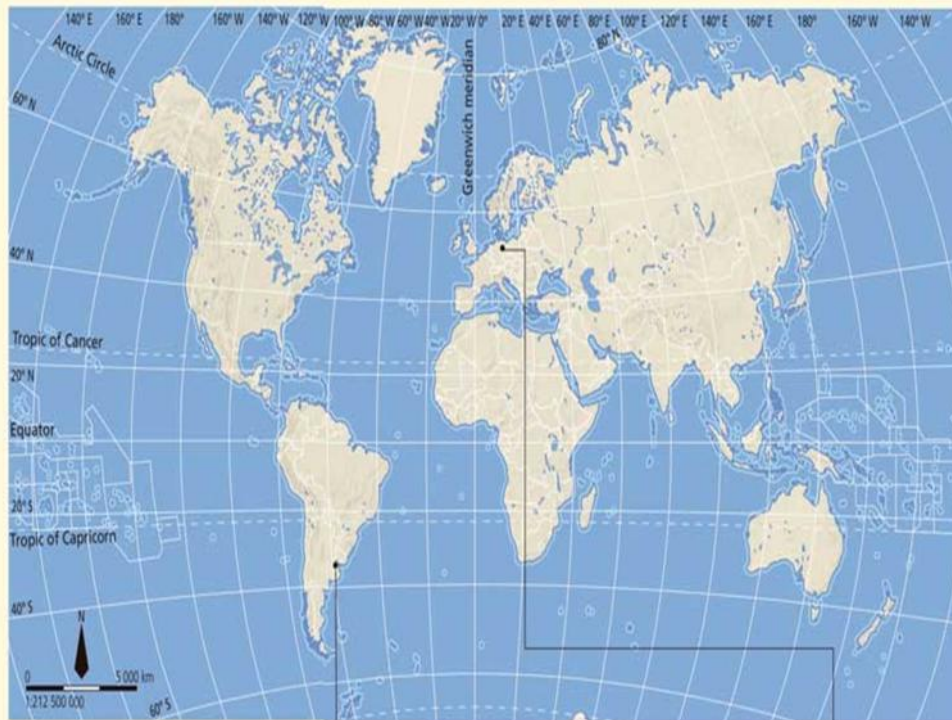 140° E 160° E 180° 160° W 140° W 120° W 100° W 80° W 60° W 40° W 20° W 0° 20° E 40° E 60° E 80° E 100° E 120° E 140° E 160° E 180° 160° W 140° W
80° N
Arctic Circle
60° N
Greenwich meridian
40° N
Tropic of Cancer
20° N
Equator
20° S
Tropic of Capricorn
40° S
N
0 5 000 km
1:212 500 000
60° S